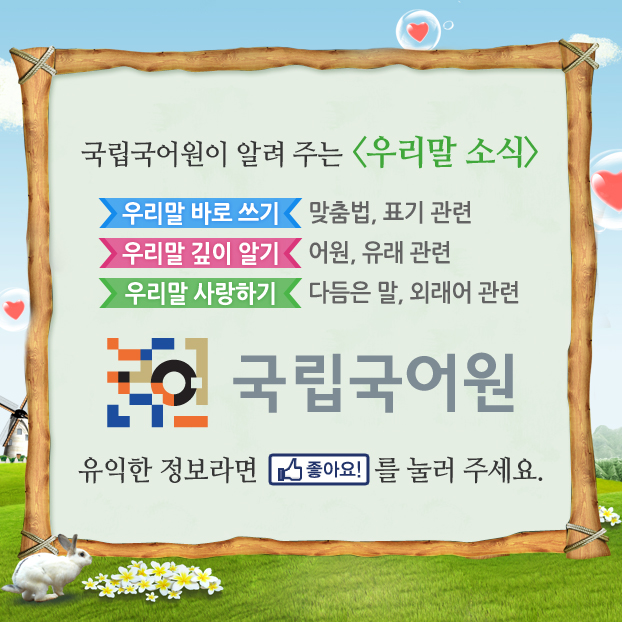 국립국어원이 알려 주는 〈우리말 소식〉
우리말 바로 쓰기 맞춤법, 표기 관련
우리말 깊이 알기 어원, 유래 관련
우리말 사랑하기 다듬은 말, 외래어 관련
국립국어원
유익한 정보라면 좋아요! 를 눌러 주세요.